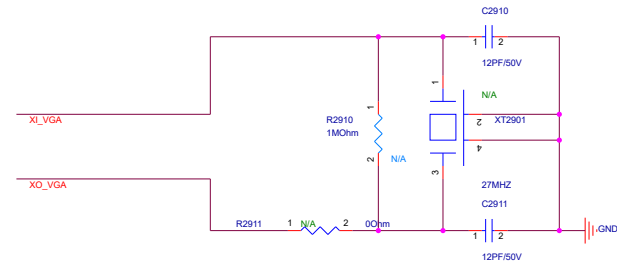 C2910
1 2
12PF/50V
1
N/A
XI_VGA
R2910
1MOhm
1
2
XT2901
2
N/A
4
3
XO_VGA
27MHZ
C2911
R2911
1 N/A 2 0Ohm
1 2
GND
12PF/50V